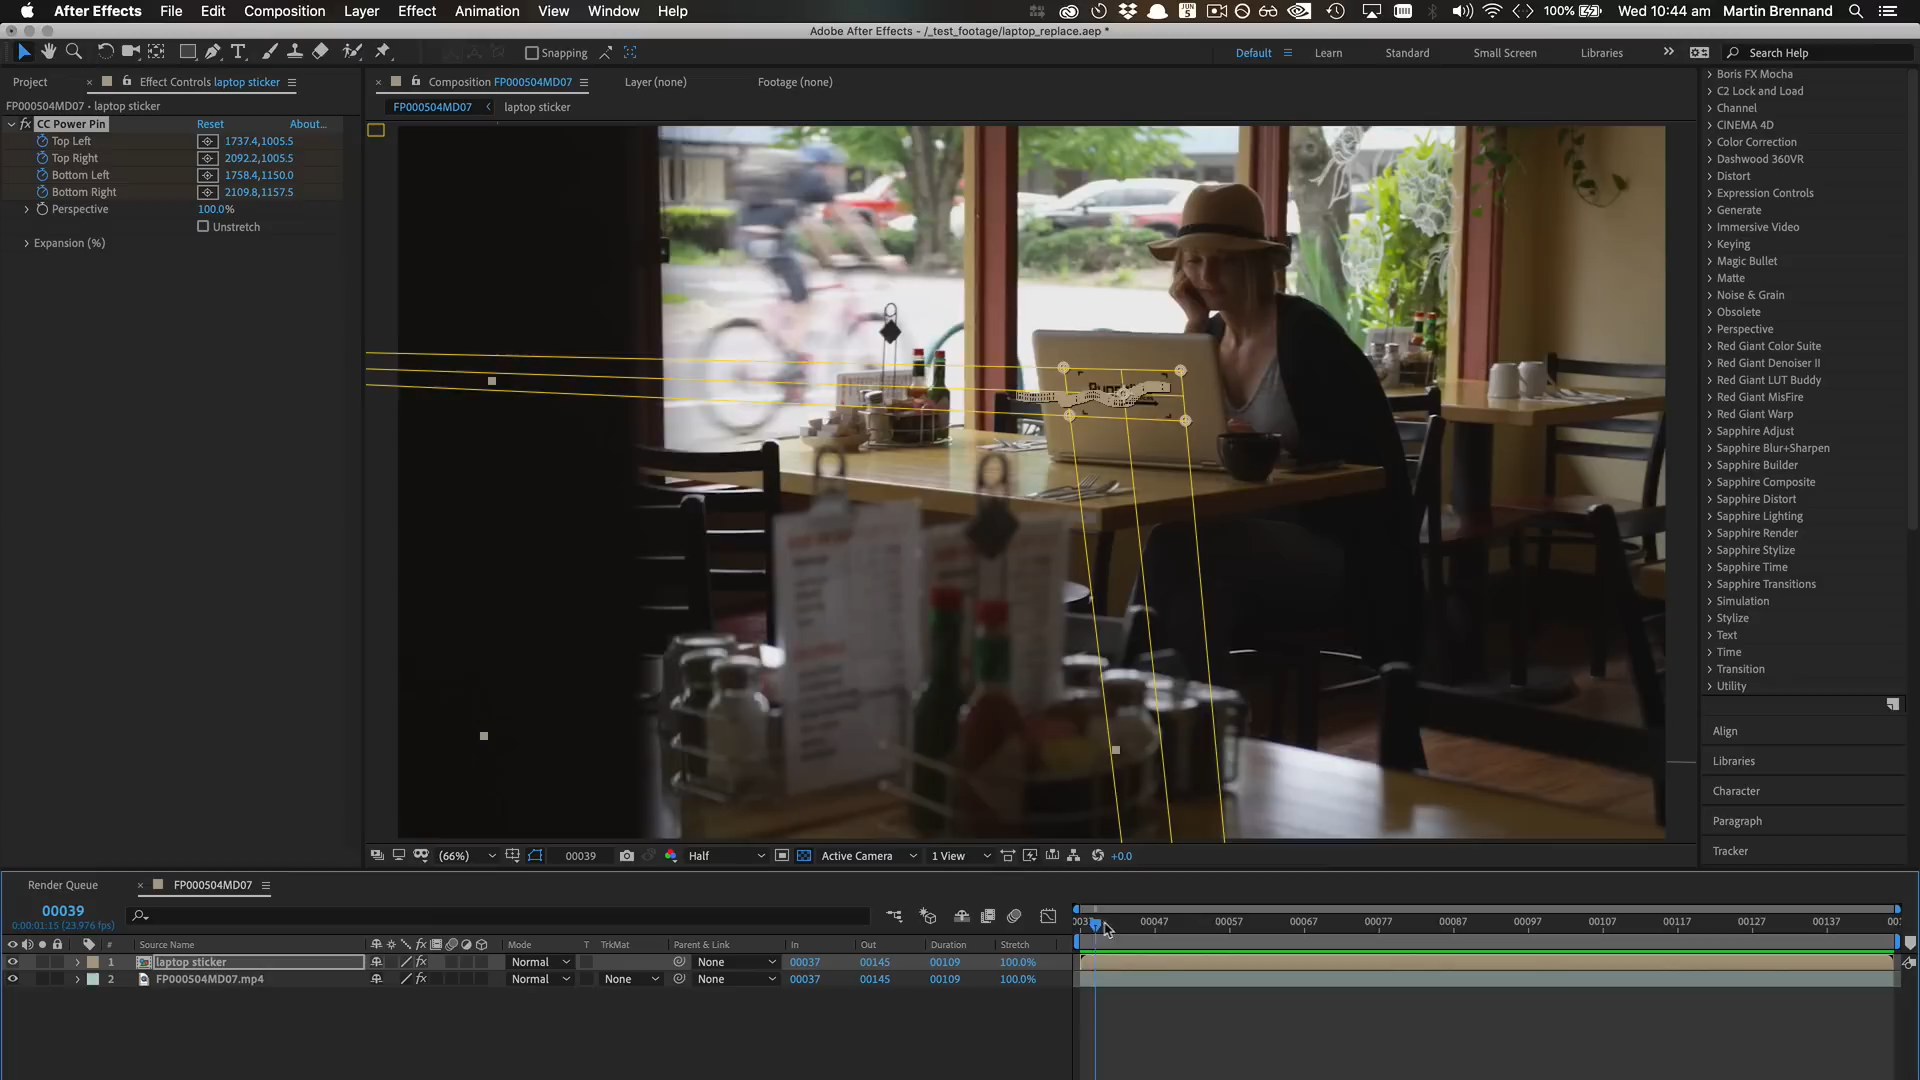 After Effects File Edit Composition Layer Effect Animation View Window Help 100% Wed 10:44 am Martin Brennand
Adobe After Effects - /_test_footage/laptop_replace.aep *
Snapping Default Learn Standard Small Screen Libraries Search Help
Project Effect Controls laptop sticker
FP000504MD07 • laptop sticker
fx CC Power Pin Reset About...
Top Left 1737.4,1005.5
Top Right 2092.2,1005.5
Bottom Left 1758.4,1150.0
Bottom Right 2109.8,1157.5
Perspective 100.0%
Unstretch
Expansion (%)
Composition FP000504MD07 Layer (none) Footage (none)
FP000504MD07 laptop sticker
Boris FX Mocha
C2 Lock and Load
Channel
CINEMA 4D
Color Correction
Dashwood 360VR
Distort
Expression Controls
Generate
Immersive Video
Keying
Magic Bullet
Matte
Noise & Grain
Obsolete
Perspective
Red Giant Color Suite
Red Giant Denoiser II
Red Giant LUT Buddy
Red Giant MisFire
Red Giant Warp
Sapphire Adjust
Sapphire Blur+Sharpen
Sapphire Builder
Sapphire Composite
Sapphire Distort
Sapphire Lighting
Sapphire Render
Sapphire Stylize
Sapphire Time
Sapphire Transitions
Simulation
Stylize
Text
Time
Transition
Utility
Align
Libraries
Character
Paragraph
Tracker
(66%) 00039 Half Active Camera 1 View +0.0
Render Queue FP000504MD07
00039
0:00:01:15 (23.976 fps)
00047 00057 00067 00077 00087 00097 00107 00117 00127 00137
# Source Name Mode T TrkMat Parent & Link In Out Duration Stretch
1 laptop sticker fx Normal None 00037 00145 00109 100.0%
2 FP000504MD07.mp4 fx Normal None None 00037 00145 00109 100.0%